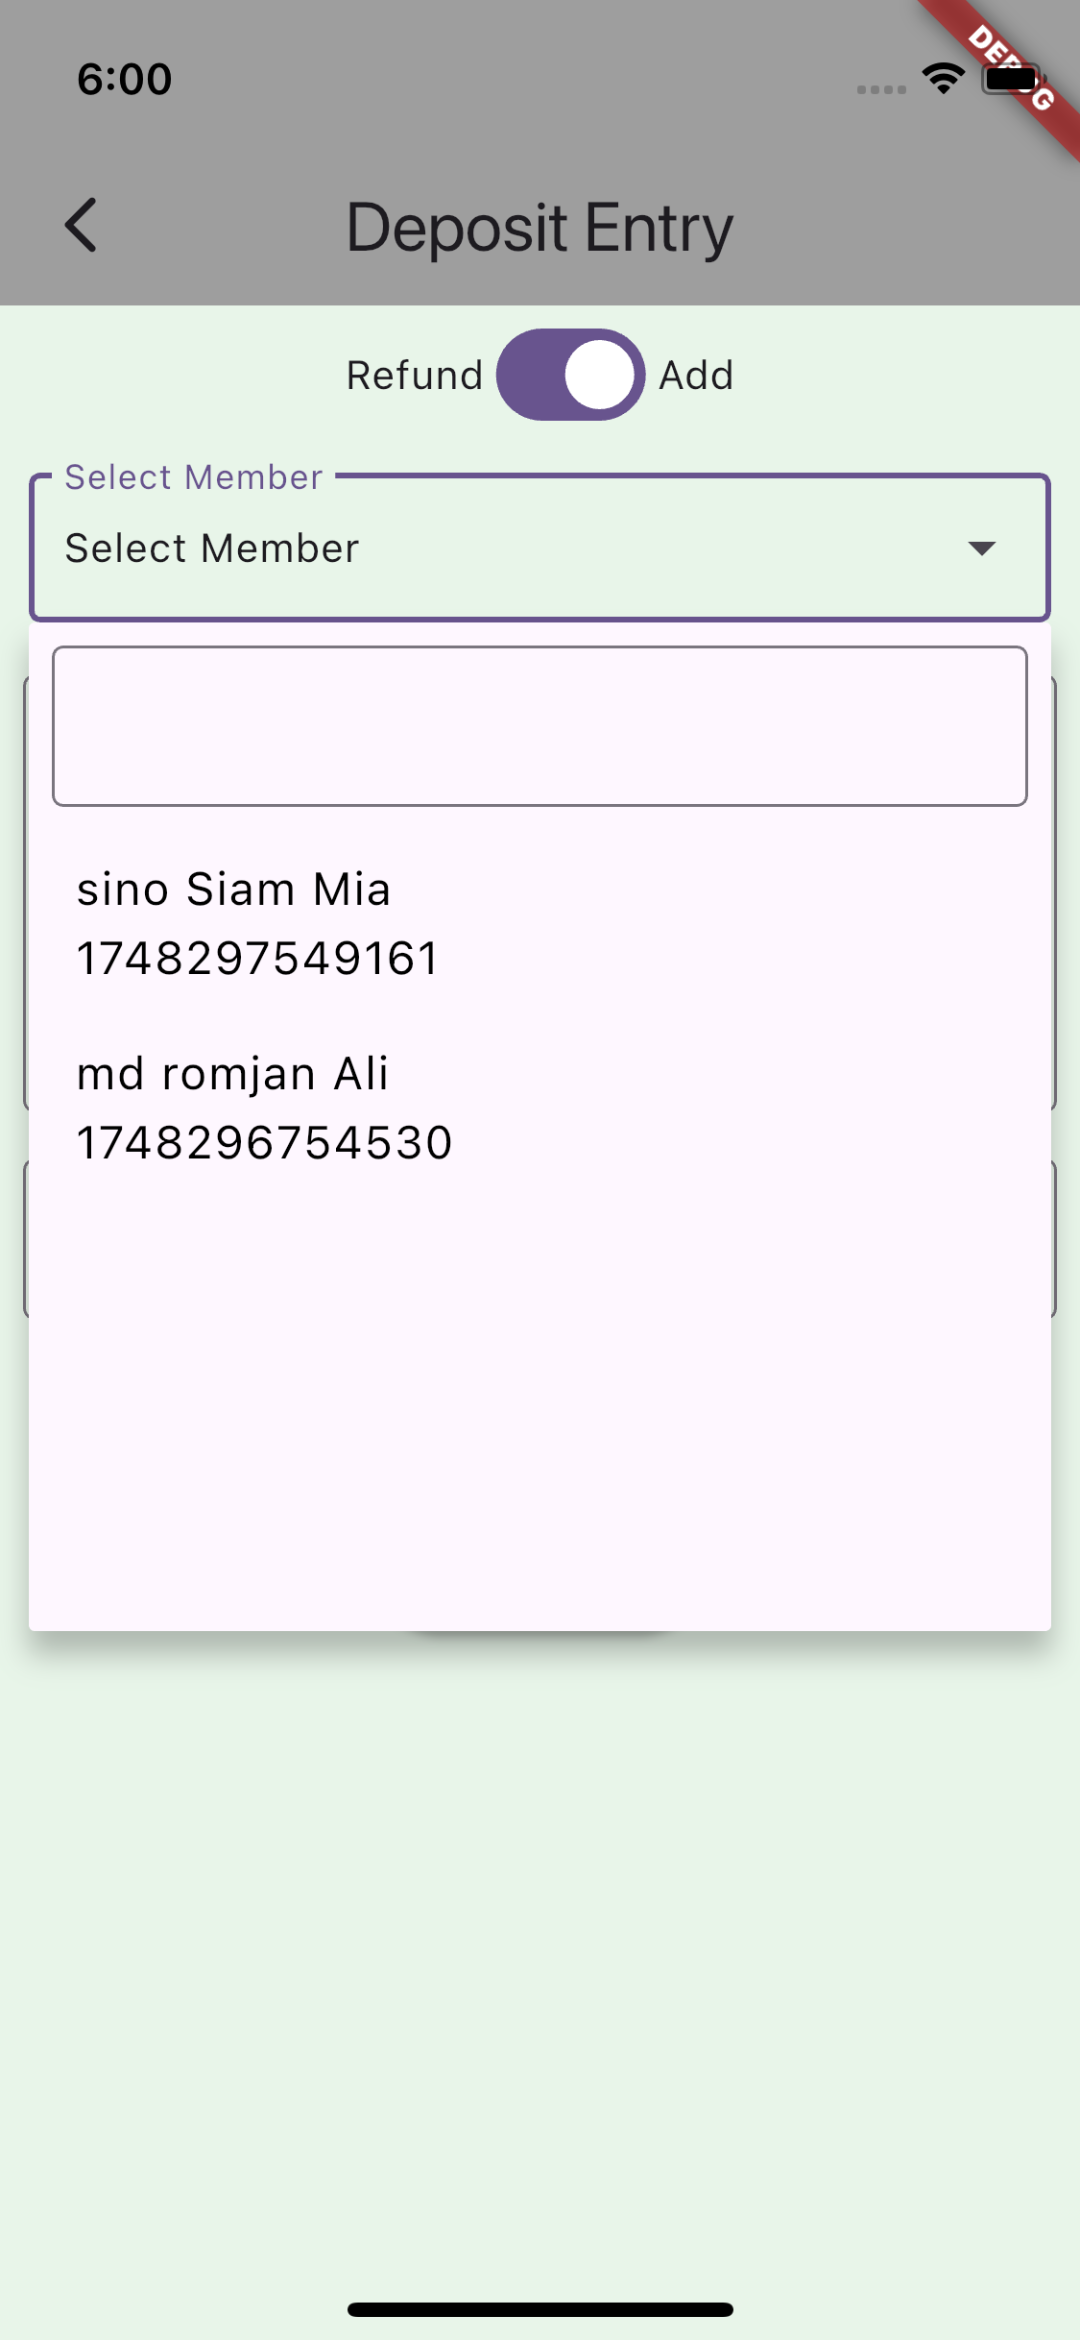 6:00
DEBUG
Deposit Entry
Refund Add
Select Member
Select Member
sino Siam Mia
1748297549161
md romjan Ali
1748296754530